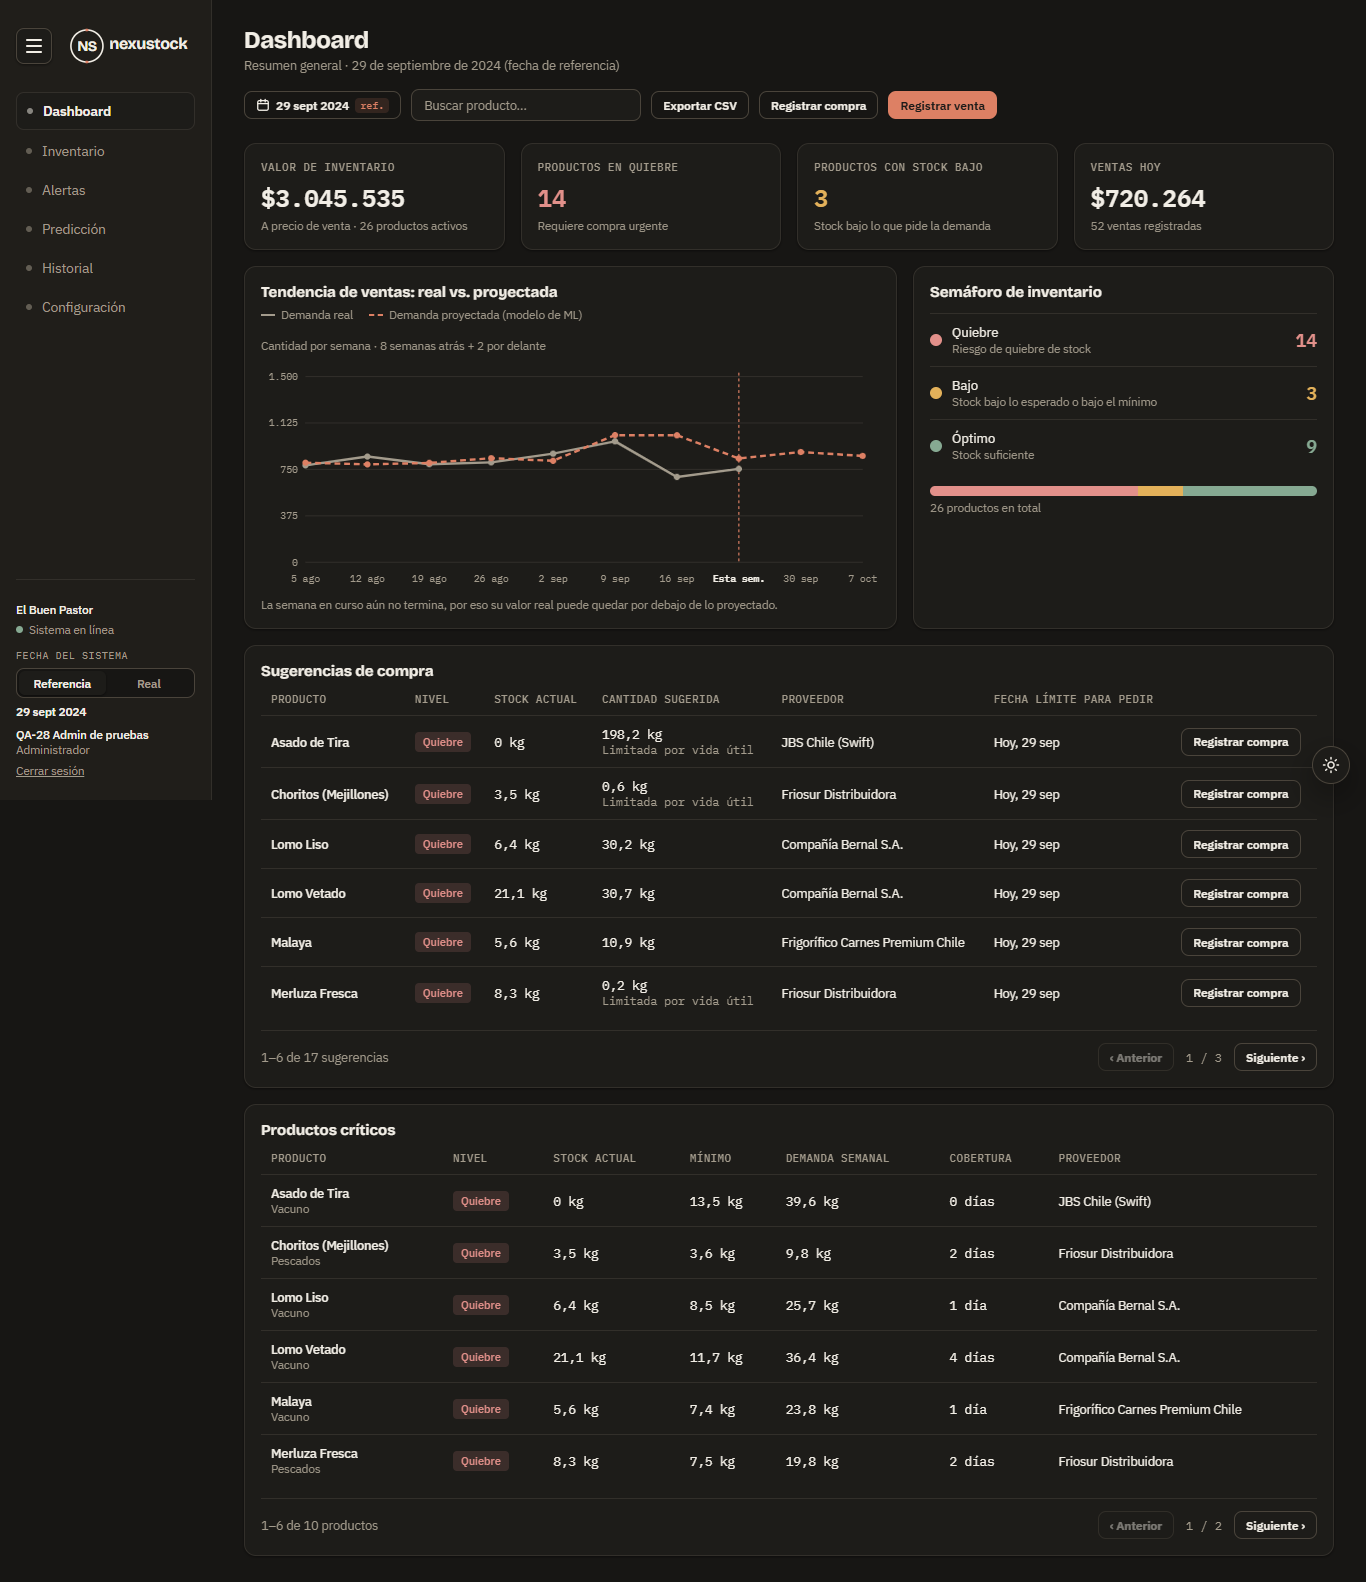 NS nexustock
Dashboard
Inventario
Alertas
Predicción
Historial
Configuración
El Buen Pastor
Sistema en línea
FECHA DEL SISTEMA
Referencia Real
29 sept 2024
QA-28 Admin de pruebas
Administrador
Cerrar sesión
Dashboard
Resumen general · 29 de septiembre de 2024 (fecha de referencia)
29 sept 2024 ref. Buscar producto... Exportar CSV Registrar compra Registrar venta
VALOR DE INVENTARIO
$3.045.535
A precio de venta · 26 productos activos
PRODUCTOS EN QUIEBRE
14
Requiere compra urgente
PRODUCTOS CON STOCK BAJO
3
Stock bajo lo que pide la demanda
VENTAS HOY
$720.264
52 ventas registradas
Tendencia de ventas: real vs. proyectada
Demanda real Demanda proyectada (modelo de ML)
Cantidad por semana · 8 semanas atrás + 2 por delante
1.500
1.125
750
375
0
5 ago 12 ago 19 ago 26 ago 2 sep 9 sep 16 sep Esta sem. 30 sep 7 oct
La semana en curso aún no termina, por eso su valor real puede quedar por debajo de lo proyectado.
Semáforo de inventario
Quiebre 14
Riesgo de quiebre de stock
Bajo 3
Stock bajo lo esperado o bajo el mínimo
Óptimo 9
Stock suficiente
26 productos en total
Sugerencias de compra
PRODUCTO NIVEL STOCK ACTUAL CANTIDAD SUGERIDA PROVEEDOR FECHA LÍMITE PARA PEDIR
Asado de Tira Quiebre 0 kg 198,2 kg JBS Chile (Swift) Hoy, 29 sep Registrar compra
Limitada por vida útil
Choritos (Mejillones) Quiebre 3,5 kg 0,6 kg Friosur Distribuidora Hoy, 29 sep Registrar compra
Limitada por vida útil
Lomo Liso Quiebre 6,4 kg 30,2 kg Compañía Bernal S.A. Hoy, 29 sep Registrar compra
Lomo Vetado Quiebre 21,1 kg 30,7 kg Compañía Bernal S.A. Hoy, 29 sep Registrar compra
Malaya Quiebre 5,6 kg 10,9 kg Frigorífico Carnes Premium Chile Hoy, 29 sep Registrar compra
Merluza Fresca Quiebre 8,3 kg 0,2 kg Friosur Distribuidora Hoy, 29 sep Registrar compra
Limitada por vida útil
1–6 de 17 sugerencias ‹ Anterior 1 / 3 Siguiente ›
Productos críticos
PRODUCTO NIVEL STOCK ACTUAL MÍNIMO DEMANDA SEMANAL COBERTURA PROVEEDOR
Asado de Tira Quiebre 0 kg 13,5 kg 39,6 kg 0 días JBS Chile (Swift)
Vacuno
Choritos (Mejillones) Quiebre 3,5 kg 3,6 kg 9,8 kg 2 días Friosur Distribuidora
Pescados
Lomo Liso Quiebre 6,4 kg 8,5 kg 25,7 kg 1 día Compañía Bernal S.A.
Vacuno
Lomo Vetado Quiebre 21,1 kg 11,7 kg 36,4 kg 4 días Compañía Bernal S.A.
Vacuno
Malaya Quiebre 5,6 kg 7,4 kg 23,8 kg 1 día Frigorífico Carnes Premium Chile
Vacuno
Merluza Fresca Quiebre 8,3 kg 7,5 kg 19,8 kg 2 días Friosur Distribuidora
Pescados
1–6 de 10 productos ‹ Anterior 1 / 2 Siguiente ›